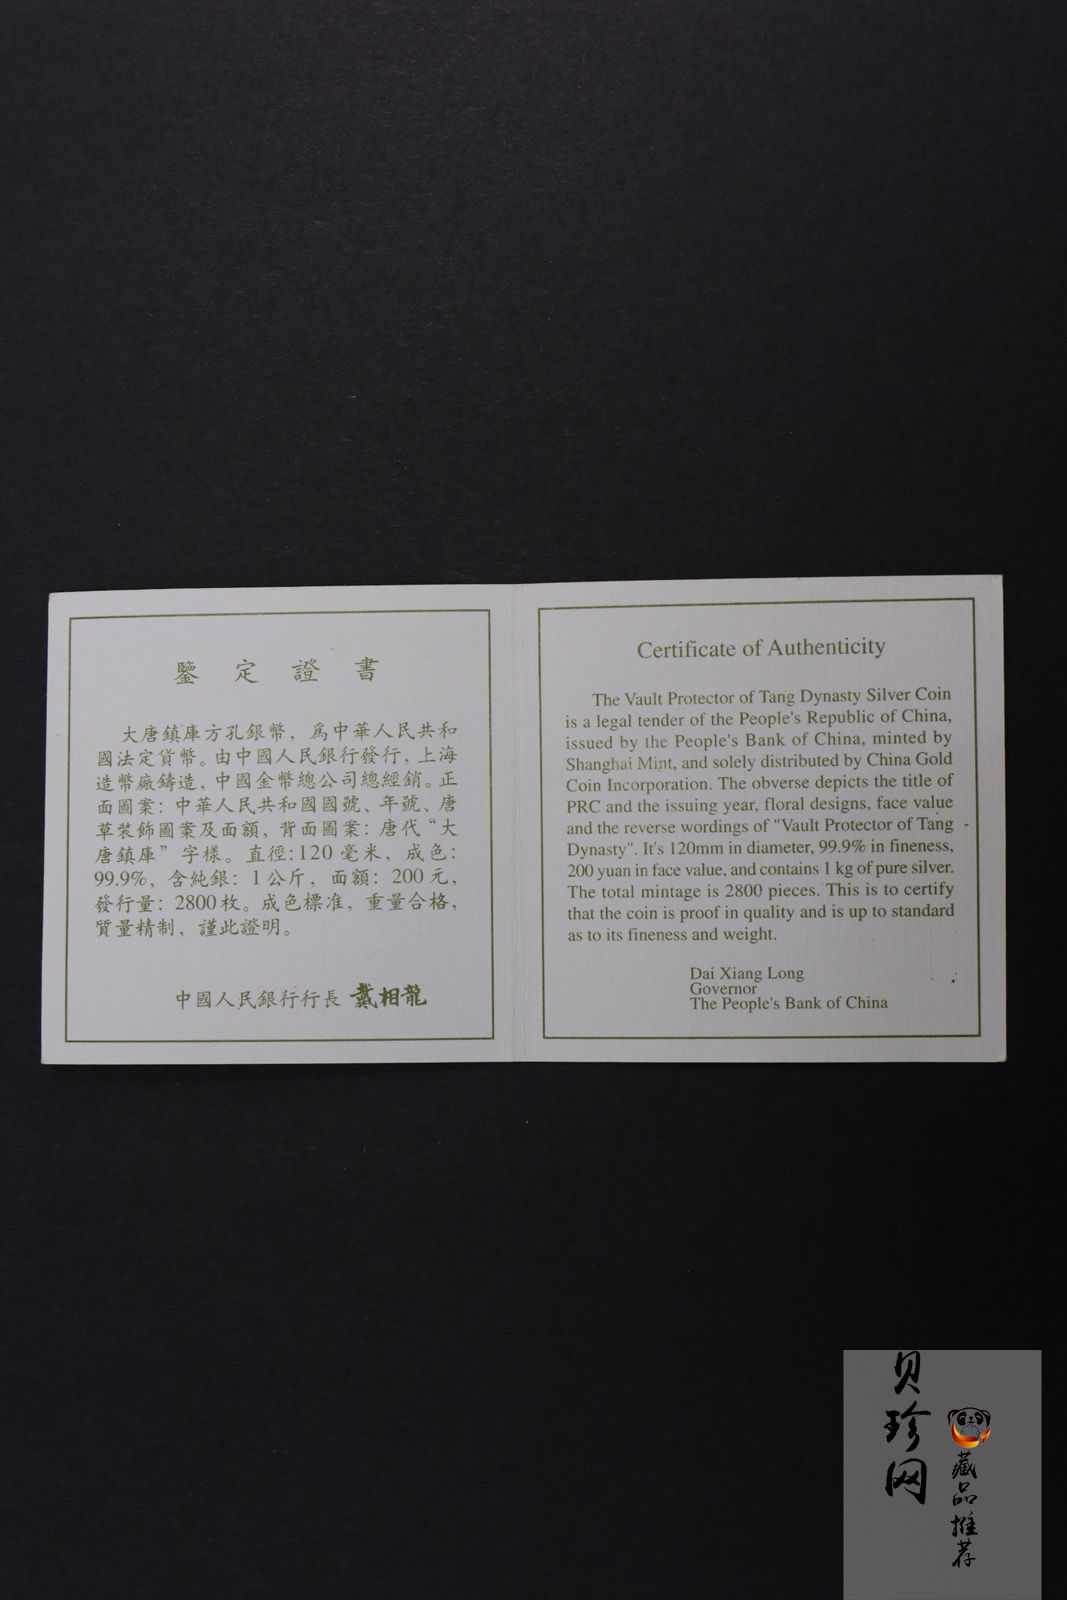 鑒定證書
大唐鎮庫方孔銀幣，爲中華人民共和
國法定貨幣。由中國人民銀行發行，上海
造幣廠鑄造，中國金幣總公司總經銷。正
面圖案：中華人民共和國國號、年號、唐
草裝飾圖案及面額，背面圖案：唐代“大
唐鎮庫”字樣。直徑：120毫米，成色：
99.9%，含純銀：1公斤，面額：200元，
發行量：2800枚。成色標准，重量合格，
質量精制，謹此證明。
中國人民銀行行長 戴相龍
Certificate of Authenticity
The Vault Protector of Tang Dynasty Silver Coin
is a legal tender of the People's Republic of China,
issued by the People's Bank of China, minted by
Shanghai Mint, and solely distributed by China Gold
Coin Incorporation. The obverse depicts the title of
PRC and the issuing year, floral designs, face value
and the reverse wordings of "Vault Protector of Tang
Dynasty". It's 120mm in diameter, 99.9% in fineness,
200 yuan in face value, and contains 1 kg of pure silver.
The total mintage is 2800 pieces. This is to certify
that the coin is proof in quality and is up to standard
as to its fineness and weight.
Dai Xiang Long
Governor
The People's Bank of China
贝珍网
藏品推荐